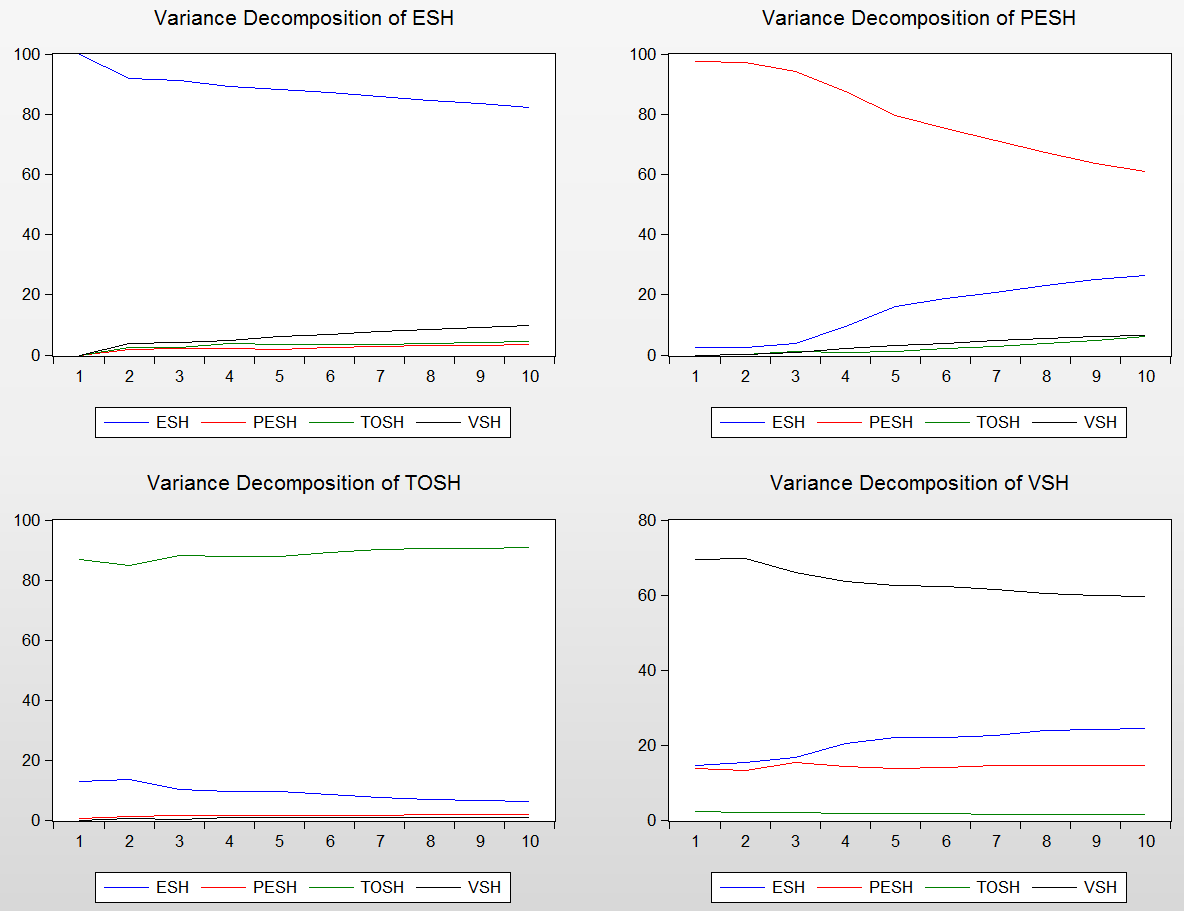 Variance Decomposition of ESH
100
80
60
40
20
0
1 2 3 4 5 6 7 8 9 10
ESH PESH TOSH VSH
Variance Decomposition of PESH
100
80
60
40
20
0
1 2 3 4 5 6 7 8 9 10
ESH PESH TOSH VSH
Variance Decomposition of TOSH
100
80
60
40
20
0
1 2 3 4 5 6 7 8 9 10
ESH PESH TOSH VSH
Variance Decomposition of VSH
80
60
40
20
0
1 2 3 4 5 6 7 8 9 10
ESH PESH TOSH VSH